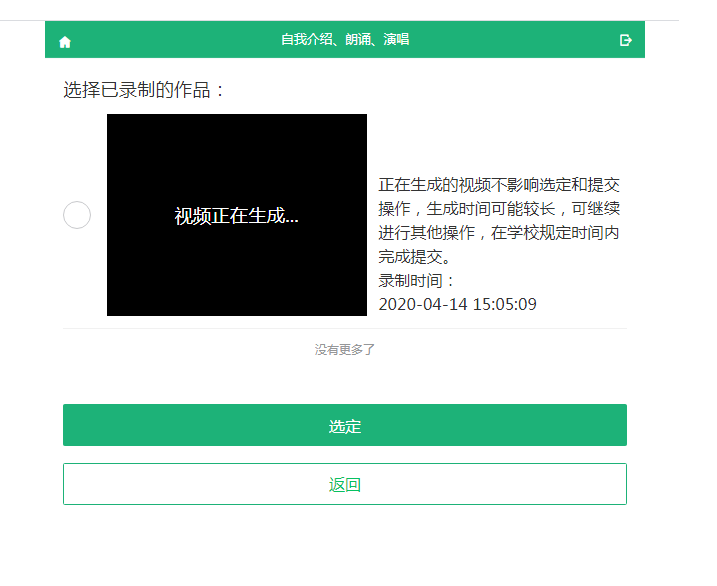 自我介绍、朗诵、演唱
选择已录制的作品：
视频正在生成...
正在生成的视频不影响选定和提交
操作，生成时间可能较长，可继续
进行其他操作，在学校规定时间内
完成提交。
录制时间：
2020-04-14 15:05:09
没有更多了
选定
返回